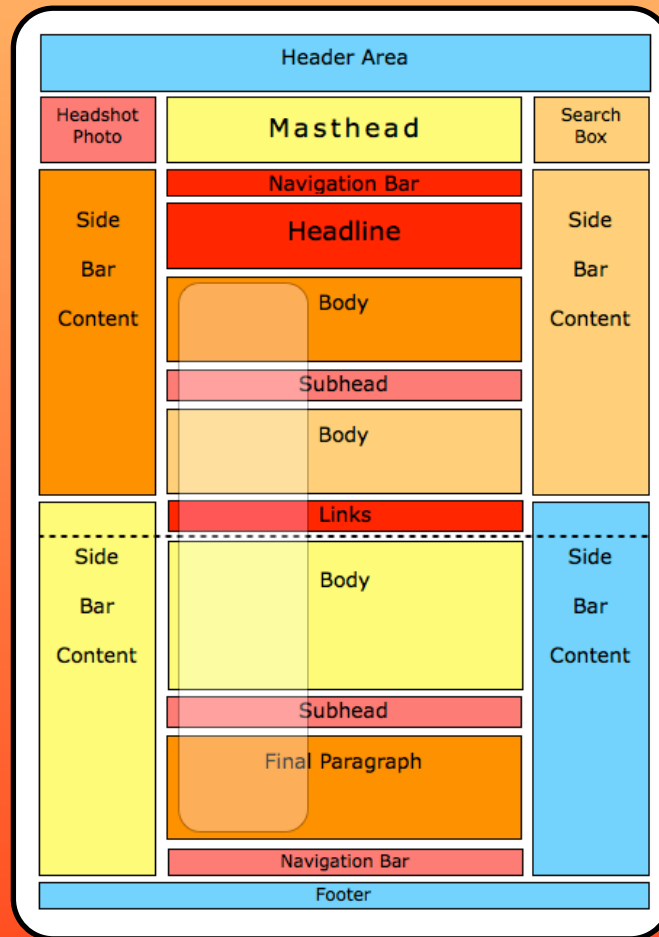 Header Area
Headshot
Photo
Masthead
Search
Box
Navigation Bar
Headline
Side
Bar
Content
Body
Subhead
Body
Links
Side
Bar
Content
Side
Bar
Content
Body
Subhead
Final Paragraph
Navigation Bar
Side
Bar
Content
Footer